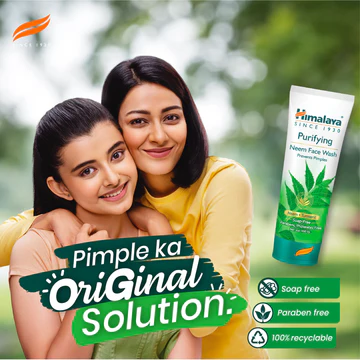 Himalaya
SINCE 1930
Purifying
Neem Face Wash
Prevents Pimples
Pimple ka
OriGinal
Solution.
Soap free
Paraben free
100% recyclable